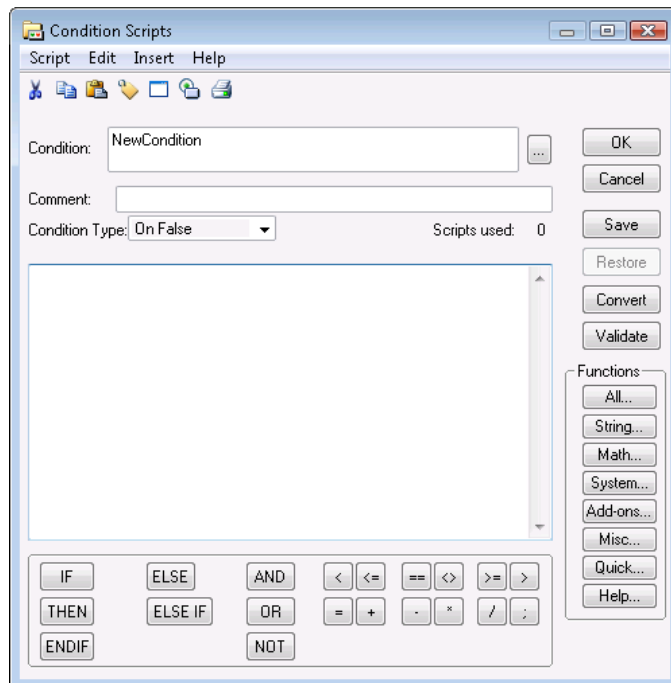 Condition Scripts
Script Edit Insert Help
Condition: NewCondition ... OK
Cancel
Comment:
Condition Type: On False Scripts used: 0 Save
Restore
Convert
Validate
Functions
All...
String...
Math...
System...
Add-ons...
Misc...
Quick...
Help...
IF ELSE AND < <= == <> >= >
THEN ELSE IF OR = + - * / ;
ENDIF NOT